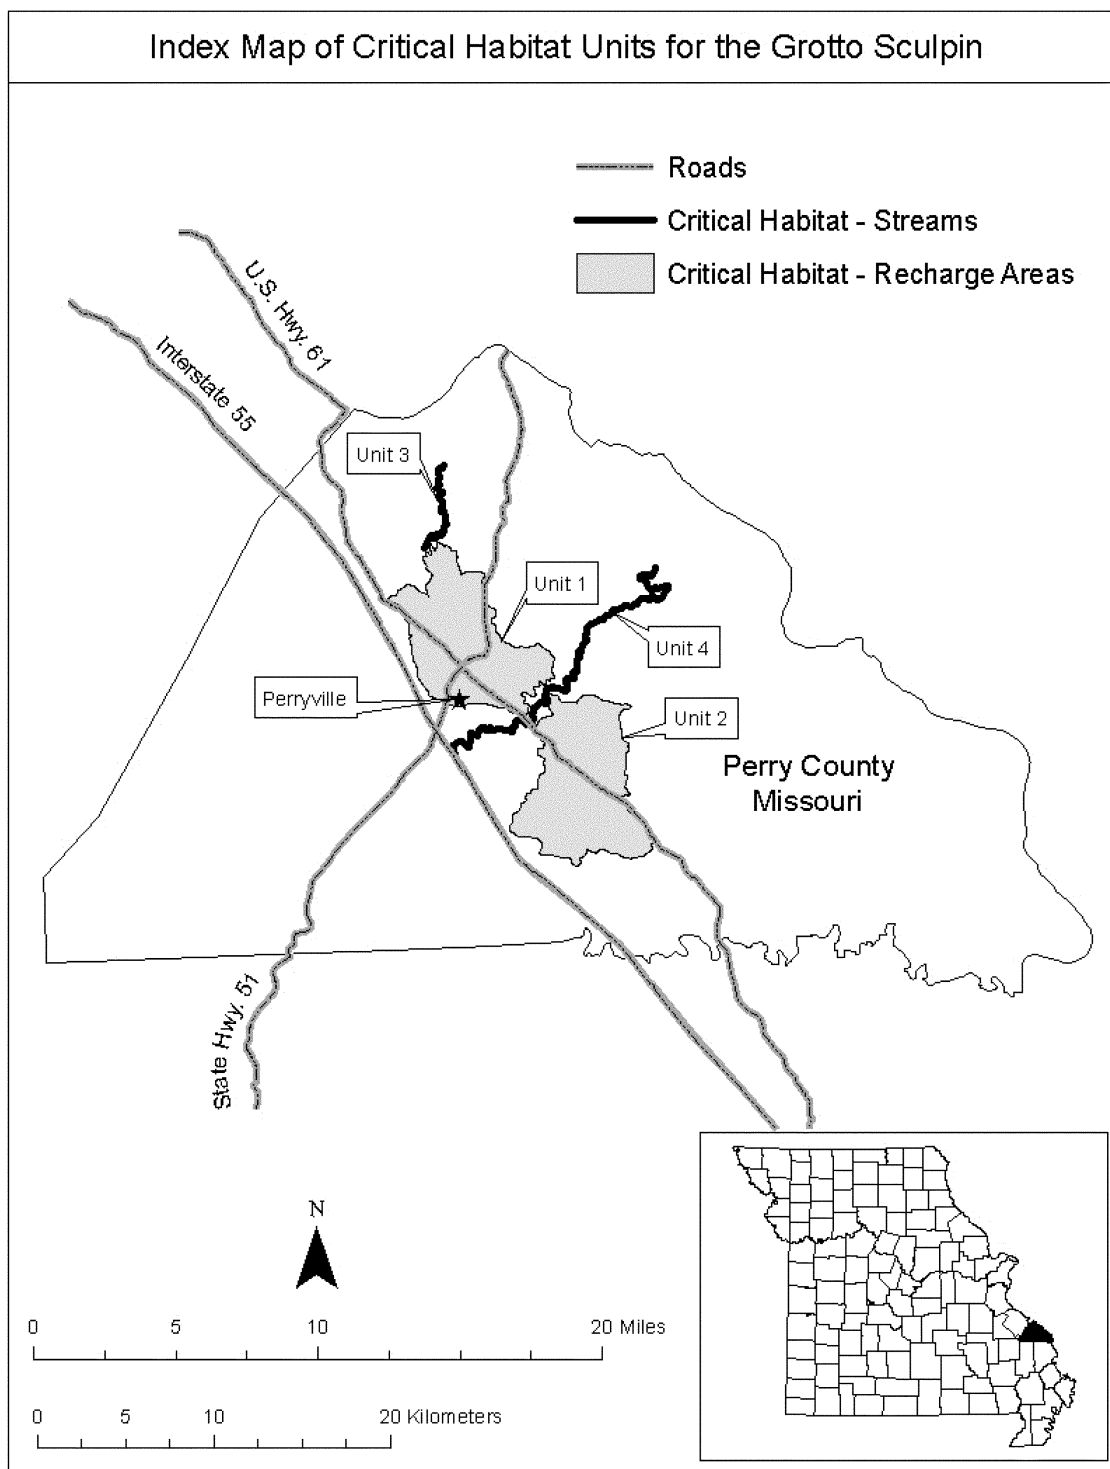 Index Map of Critical Habitat Units for the Grotto Sculpin
Roads
Critical Habitat - Streams
Critical Habitat - Recharge Areas
U.S. Hwy. 61
Interstate 55
Unit 3
Unit 1
Unit 4
Perryville
Unit 2
Perry County
Missouri
State Hwy. 51
N
0 5 10 20 Miles
0 5 10 20 Kilometers